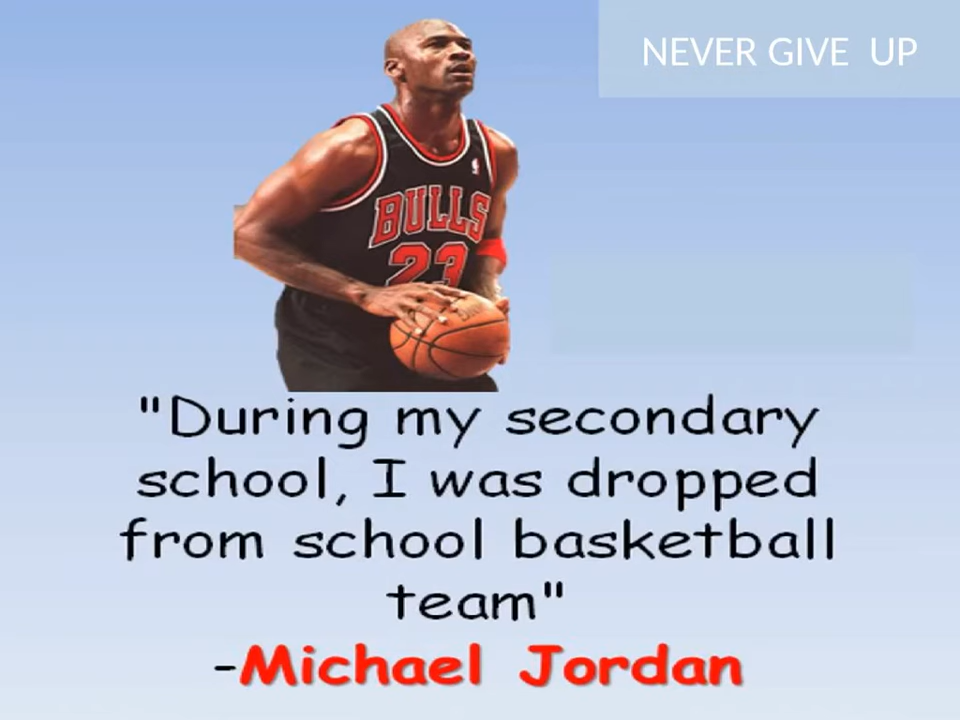 NEVER GIVE UP
BULLS
23
"During my secondary
school, I was dropped
from school basketball
team"
-Michael Jordan